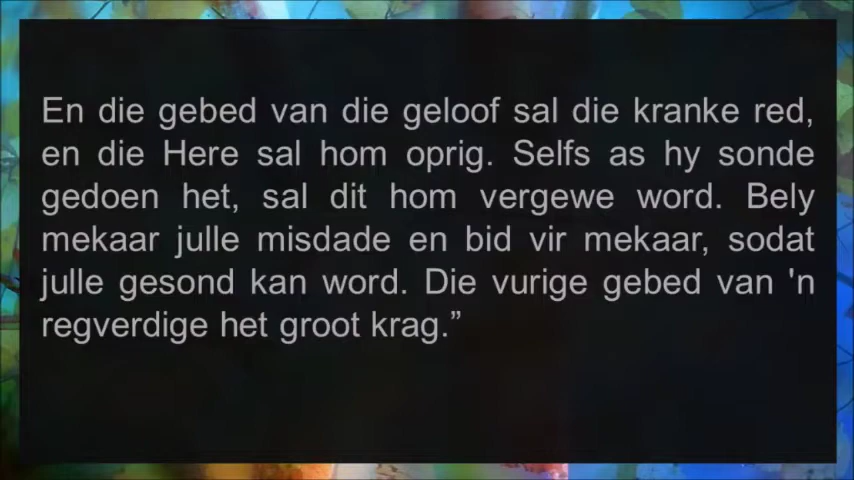 En die gebed van die geloof sal die kranke red,
en die Here sal hom oprig. Selfs as hy sonde
gedoen het, sal dit hom vergewe word. Bely
mekaar julle misdade en bid vir mekaar, sodat
julle gesond kan word. Die vurige gebed van 'n
regverdige het groot krag.”